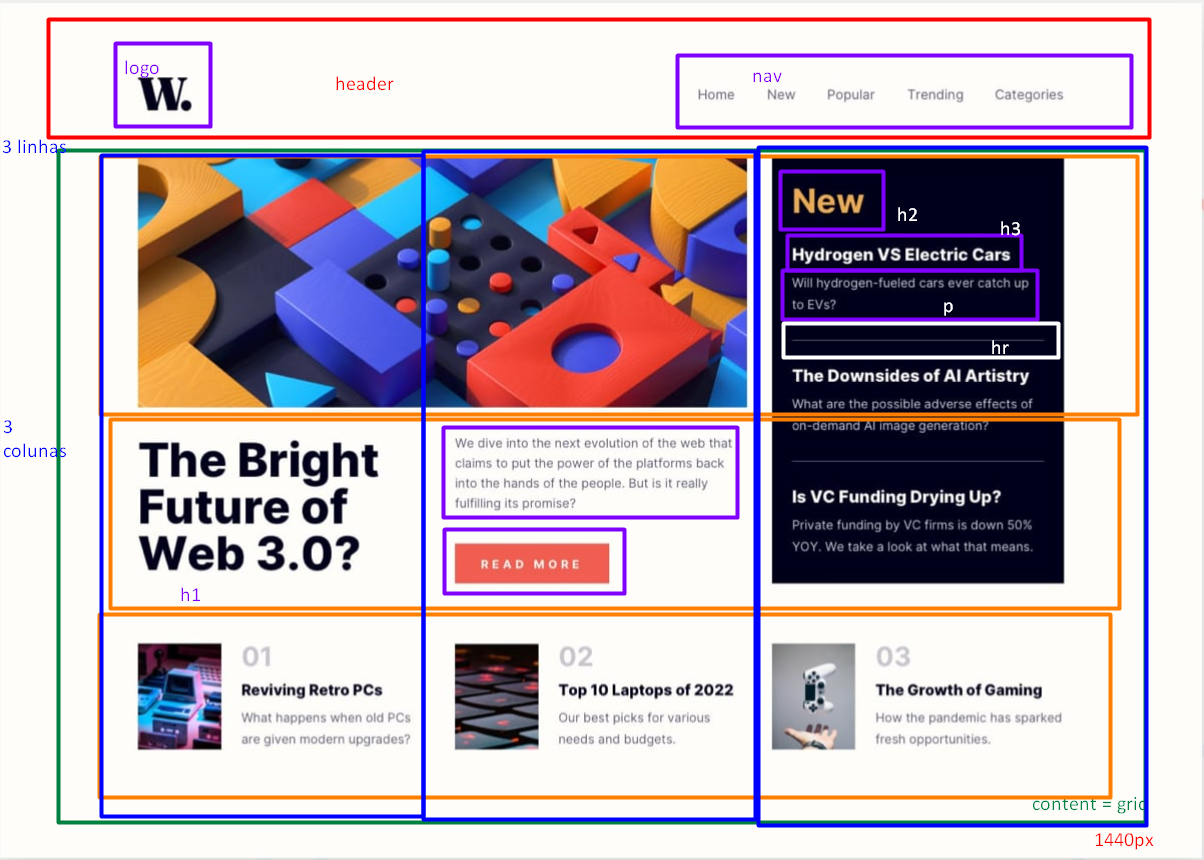 logo
W.
header
nav
Home New Popular Trending Categories
3 linhas
New
h2
h3
Hydrogen VS Electric Cars
Will hydrogen-fueled cars ever catch up
to EVs?
p
hr
The Downsides of AI Artistry
What are the possible adverse effects of
on-demand AI image generation?
Is VC Funding Drying Up?
Private funding by VC firms is down 50%
YOY. We take a look at what that means.
3
colunas
The Bright
Future of
Web 3.0?
h1
We dive into the next evolution of the web that
claims to put the power of the platforms back
into the hands of the people. But is it really
fulfilling its promise?
READ MORE
01
Reviving Retro PCs
What happens when old PCs
are given modern upgrades?
02
Top 10 Laptops of 2022
Our best picks for various
needs and budgets.
03
The Growth of Gaming
How the pandemic has sparked
fresh opportunities.
content = grid
1440px